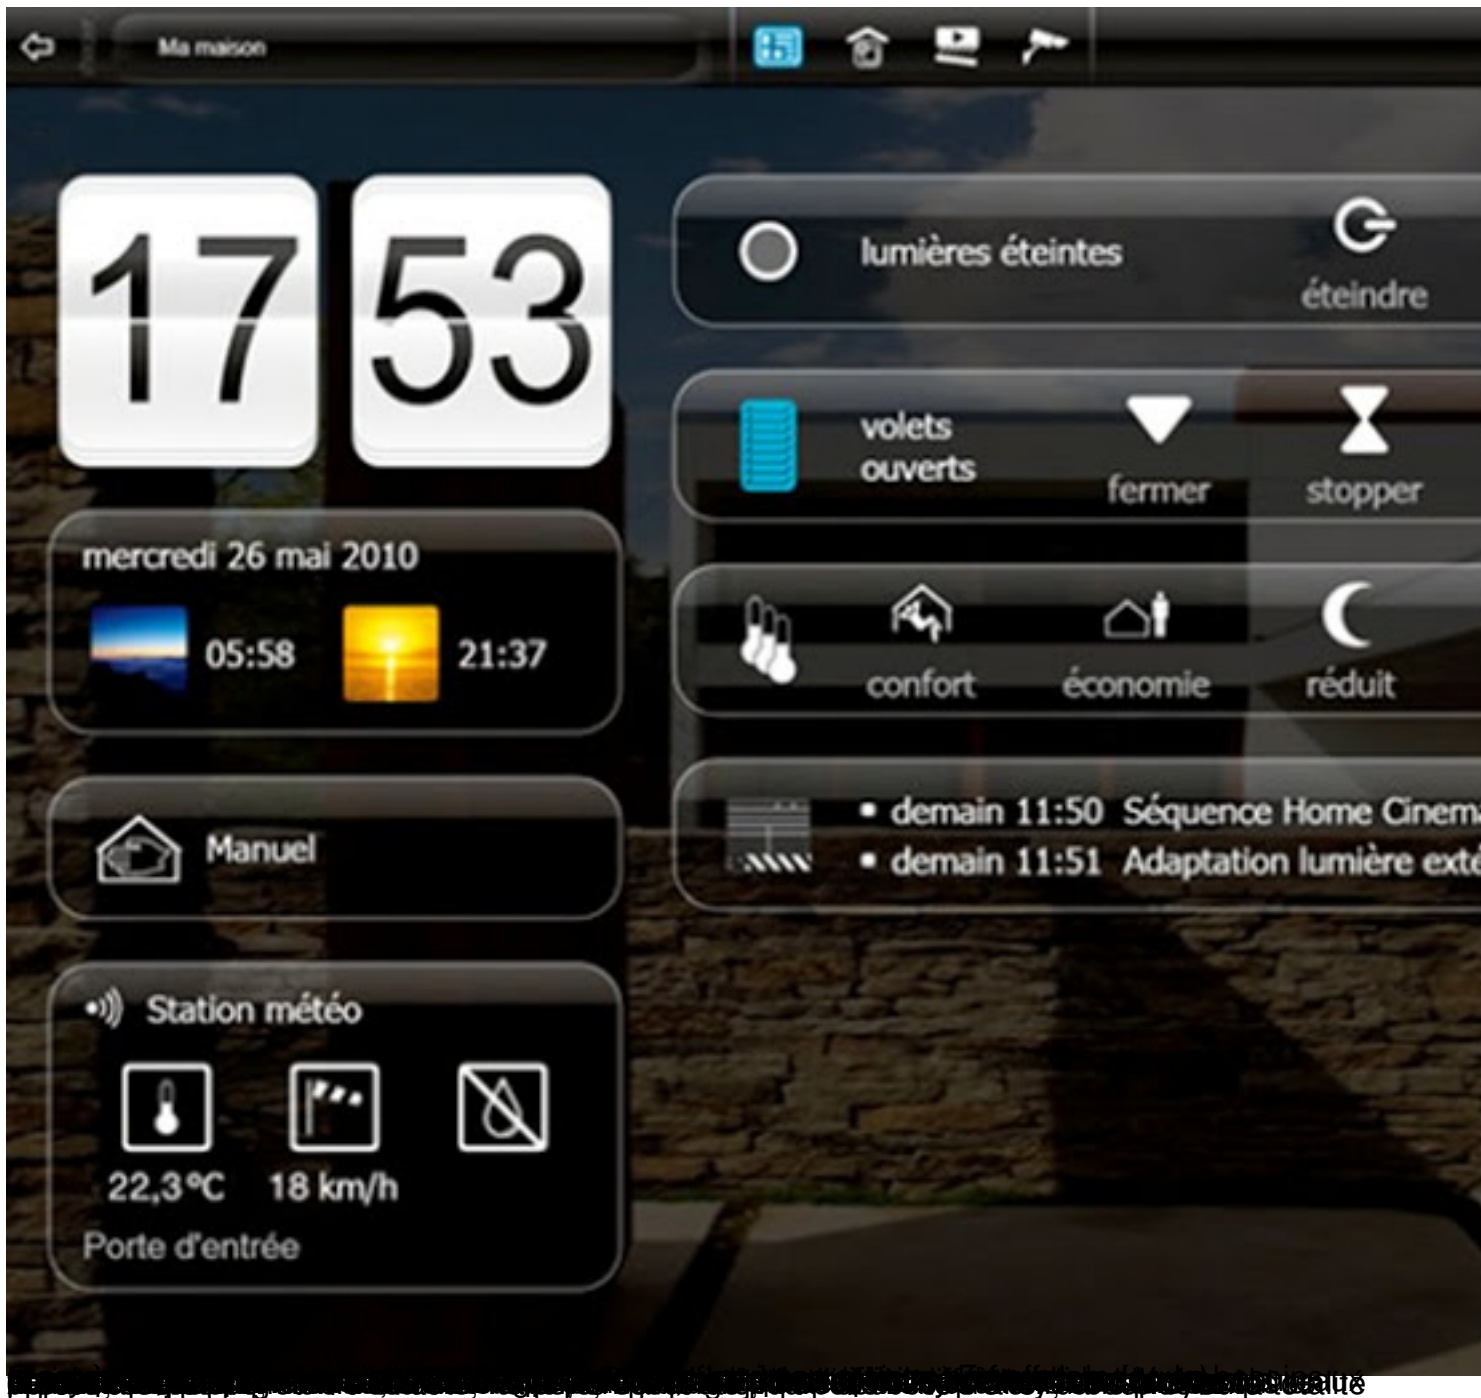 Ma maison
17 53
mercredi 26 mai 2010
05:58 21:37
Manuel
Station météo
22,3°C 18 km/h
Porte d'entrée
lumières éteintes
éteindre
volets
ouverts
fermer stopper
confort économie réduit
demain 11:50 Séquence Home
demain 11:51 Adaptation lumière